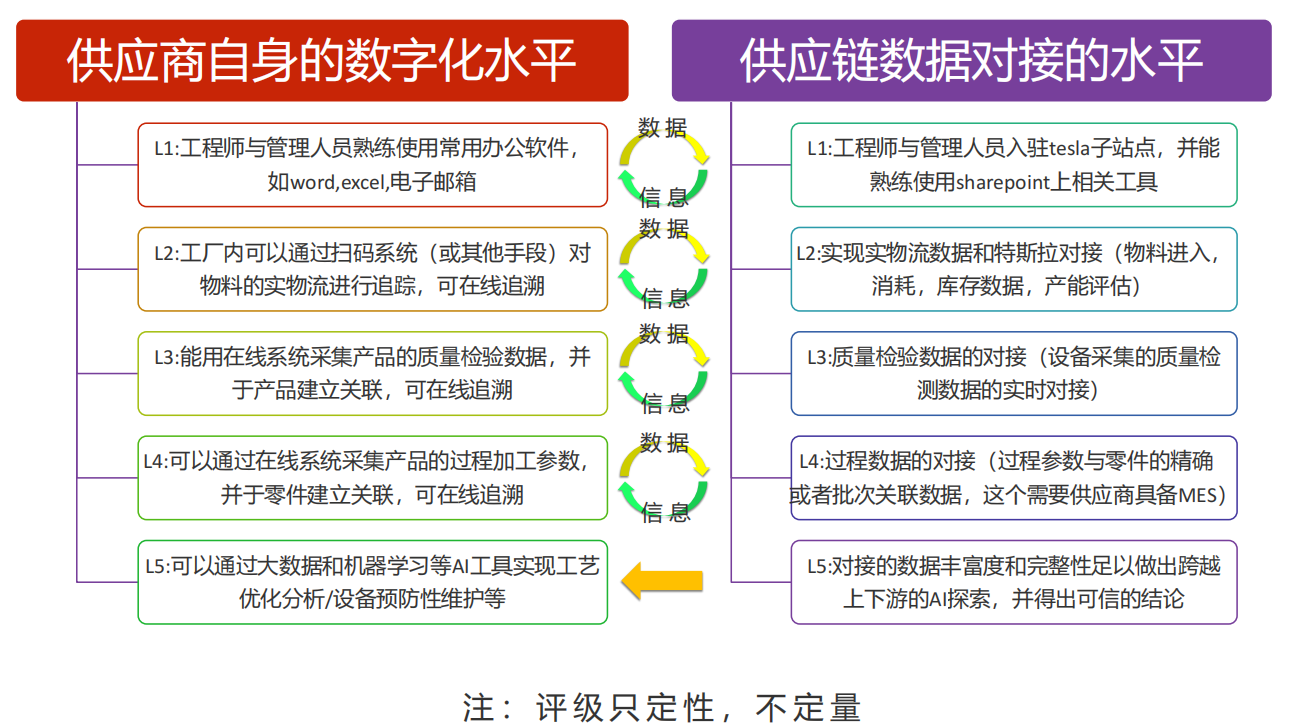 供应商自身的数字化水平
L1:工程师与管理人员熟练使用常用办公软件，
如word,excel,电子邮箱
L2:工厂内可以通过扫码系统（或其他手段）对
物料的实物流进行追踪，可在线追溯
L3:能用在线系统采集产品的质量检验数据，并
于产品建立关联，可在线追溯
L4:可以通过在线系统采集产品的过程加工参数，
并于零件建立关联，可在线追溯
L5:可以通过大数据和机器学习等AI工具实现工艺
优化分析/设备预防性维护等
数据
信息
数据
信息
数据
信息
数据
信息
供应链数据对接的水平
L1:工程师与管理人员入驻tesla子站点，并能
熟练使用sharepoint上相关工具
L2:实现实物流数据和特斯拉对接（物料进入，
消耗，库存数据，产能评估）
L3:质量检验数据的对接（设备采集的质量检
测数据的实时对接）
L4:过程数据的对接（过程参数与零件的精确
或者批次关联数据，这个需要供应商具备MES）
L5:对接的数据丰富度和完整性足以做出跨越
上下游的AI探索，并得出可信的结论
注：评级只定性，不定量